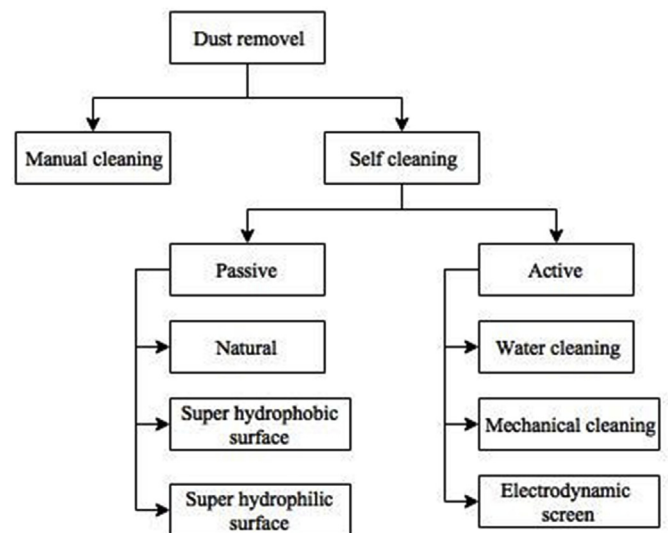 Dust removel
Manual cleaning
Self cleaning
Passive
Active
Natural
Water cleaning
Super hydrophobic
surface
Mechanical cleaning
Super hydrophilic
surface
Electrodynamic
screen